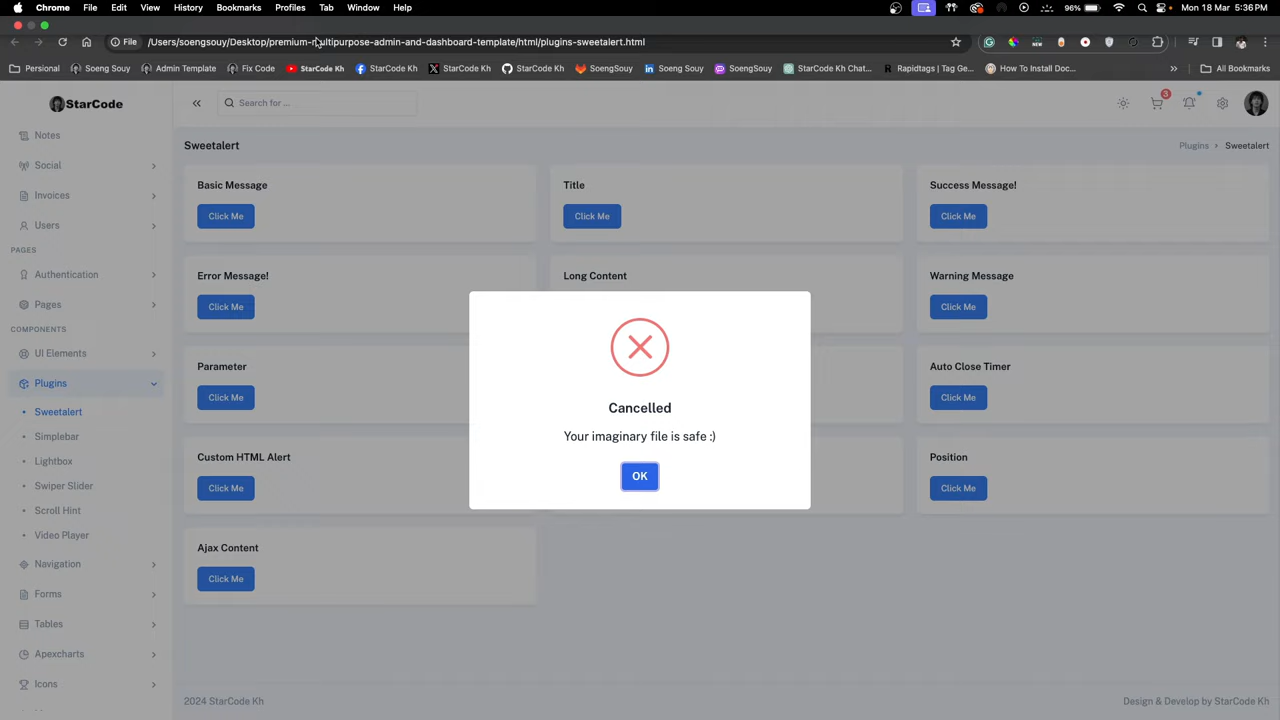 Chrome File Edit View History Bookmarks Profiles Tab Window Help 96% Mon 18 Mar 5:36 PM
File /Users/soengsouy/Desktop/premium-multipurpose-admin-and-dashboard-template/html/plugins-sweetalert.html
Personal Soeng Souy Admin Template Fix Code StarCode Kh StarCode Kh StarCode Kh StarCode Kh SoengSouy Soeng Souy SoengSouy StarCode Kh Chat... Rapidtags | Tag Ge... How To Install Doc... » All Bookmarks
StarCode
Search for ...
3
Notes
Social
Invoices
Users
PAGES
Authentication
Pages
COMPONENTS
UI Elements
Plugins
Sweetalert
Simplebar
Lightbox
Swiper Slider
Scroll Hint
Video Player
Navigation
Forms
Tables
Apexcharts
Icons
Sweetalert
Plugins > Sweetalert
Basic Message
Click Me
Title
Click Me
Success Message!
Click Me
Error Message!
Click Me
Long Content
Warning Message
Click Me
Parameter
Click Me
Auto Close Timer
Click Me
Custom HTML Alert
Click Me
Position
Click Me
Ajax Content
Click Me
Cancelled
Your imaginary file is safe :)
OK
2024 StarCode Kh
Design & Develop by StarCode Kh